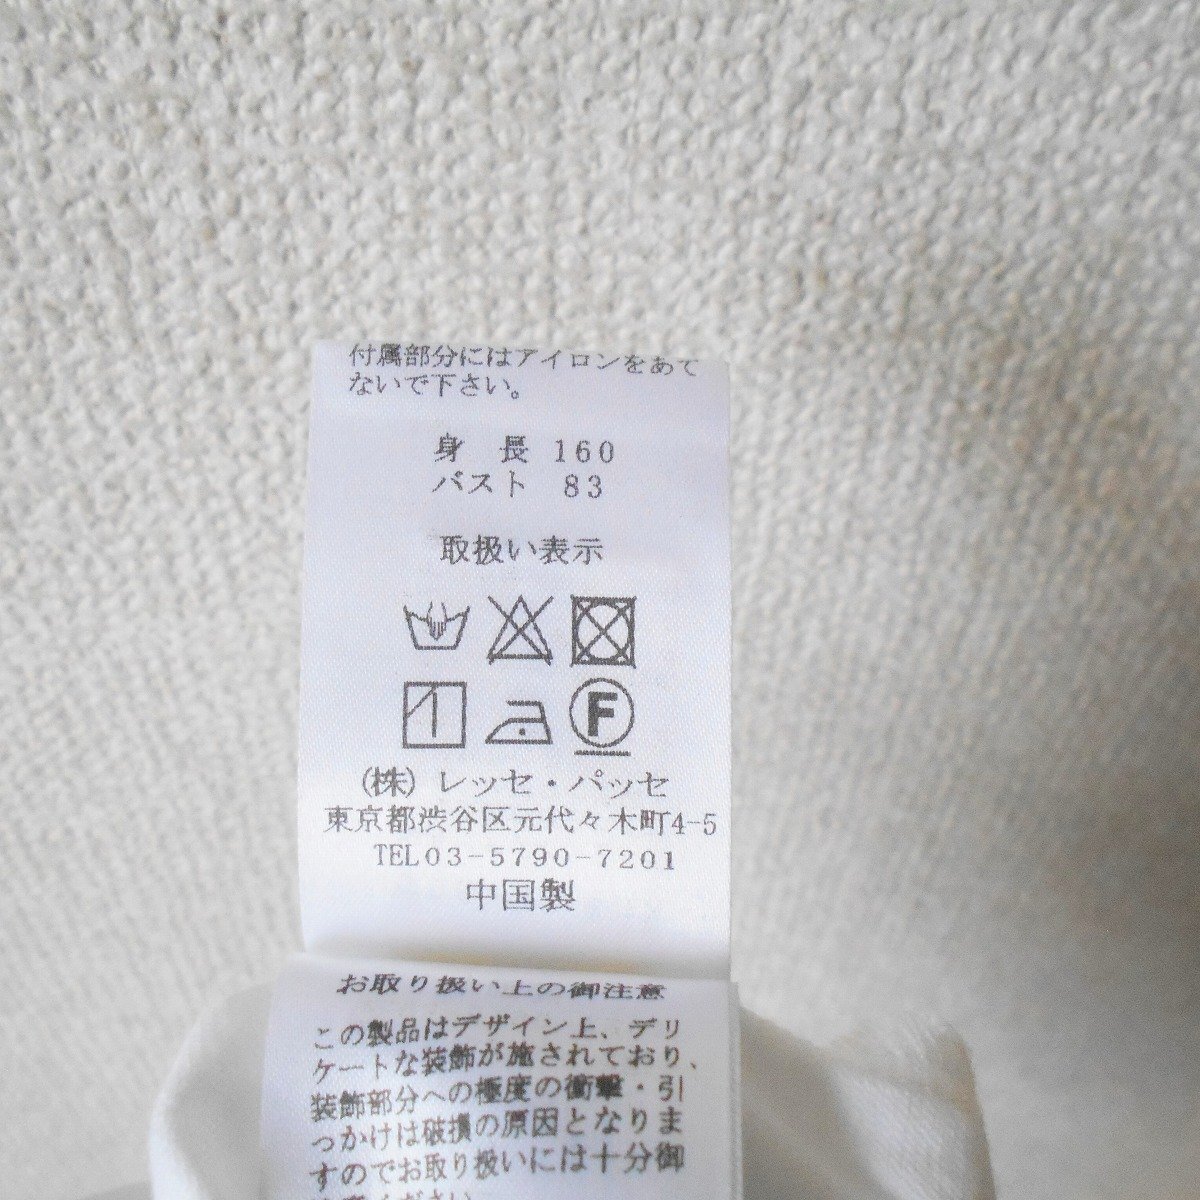 付属部分にはアイロンをあて
ないで下さい。
身 長 160
バスト 83
取扱い表示
F
(株) レッセ・パッセ
東京都渋谷区元代々木町4-5
TEL03-5790-7201
中国製
お取り扱い上の御注意
この製品はデザイン上、デリ
ケートな装飾が施されており、
装飾部分への極度の衝撃・引
っかけは破損の原因となりま
すのでお取り扱いには十分御